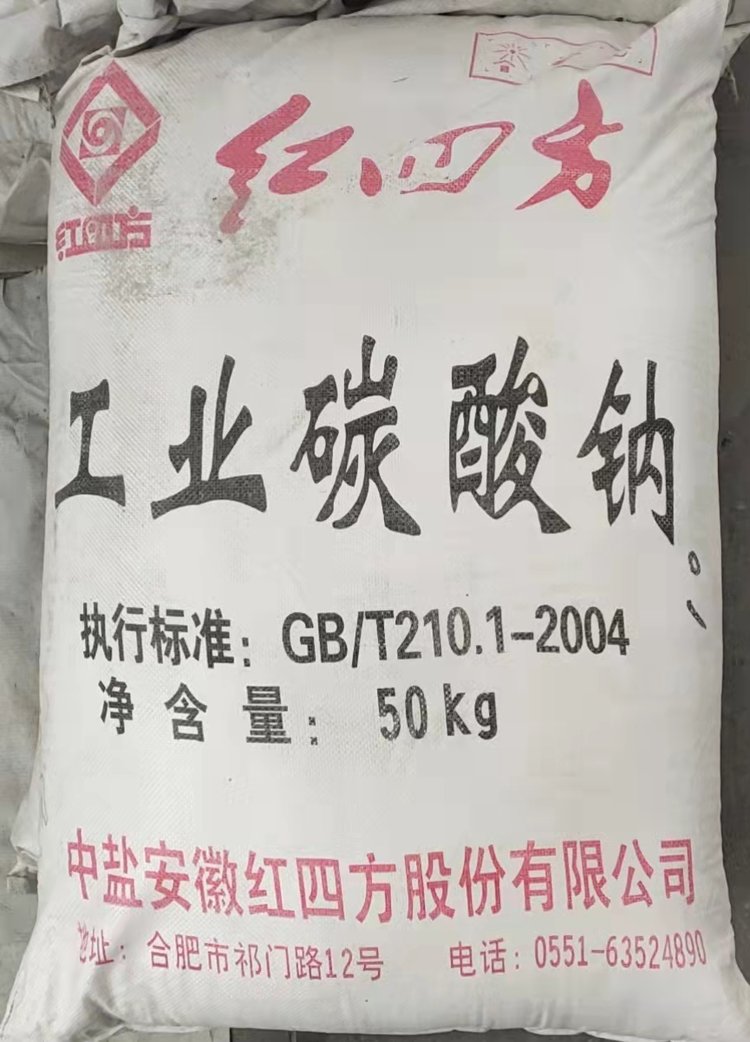 红四方
红四方
工业碳酸钠
执行标准：GB/T210.1-2004
净含量：50kg
中盐安徽红四方股份有限公司
地址：合肥市祁门路12号 电话：0551-63524890